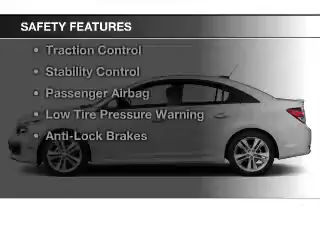 SAFETY FEATURES
• Traction Control
• Stability Control
• Passenger Airbag
• Low Tire Pressure Warning
• Anti-Lock Brakes